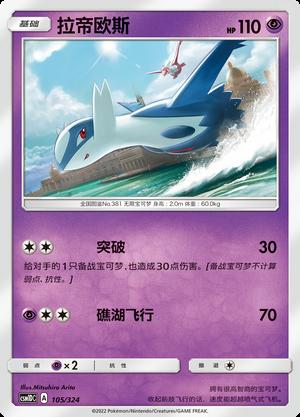 基础 拉帝欧斯 HP 110
全国图鉴No.381 无限宝可梦 身高：2.0m 体重：60.0kg
突破 30
给对手的1只备战宝可梦，也造成30点伤害。[备战宝可梦不计算
弱点、抗性。]
礁湖飞行 70
弱点 ×2 抗性 撤退
Illus. Mitsuhiro Arita
CSM1DC A 105/324
拥有很高智商的宝可梦。
收起前肢飞行的话，速度能超越喷气式飞机。
©2022 Pokémon/Nintendo/Creatures/GAME FREAK.